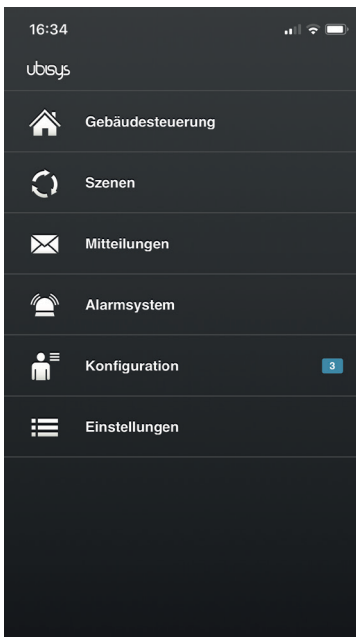 16:34
ubisys
Gebäudesteuerung
Szenen
Mitteilungen
Alarmsystem
Konfiguration 3
Einstellungen